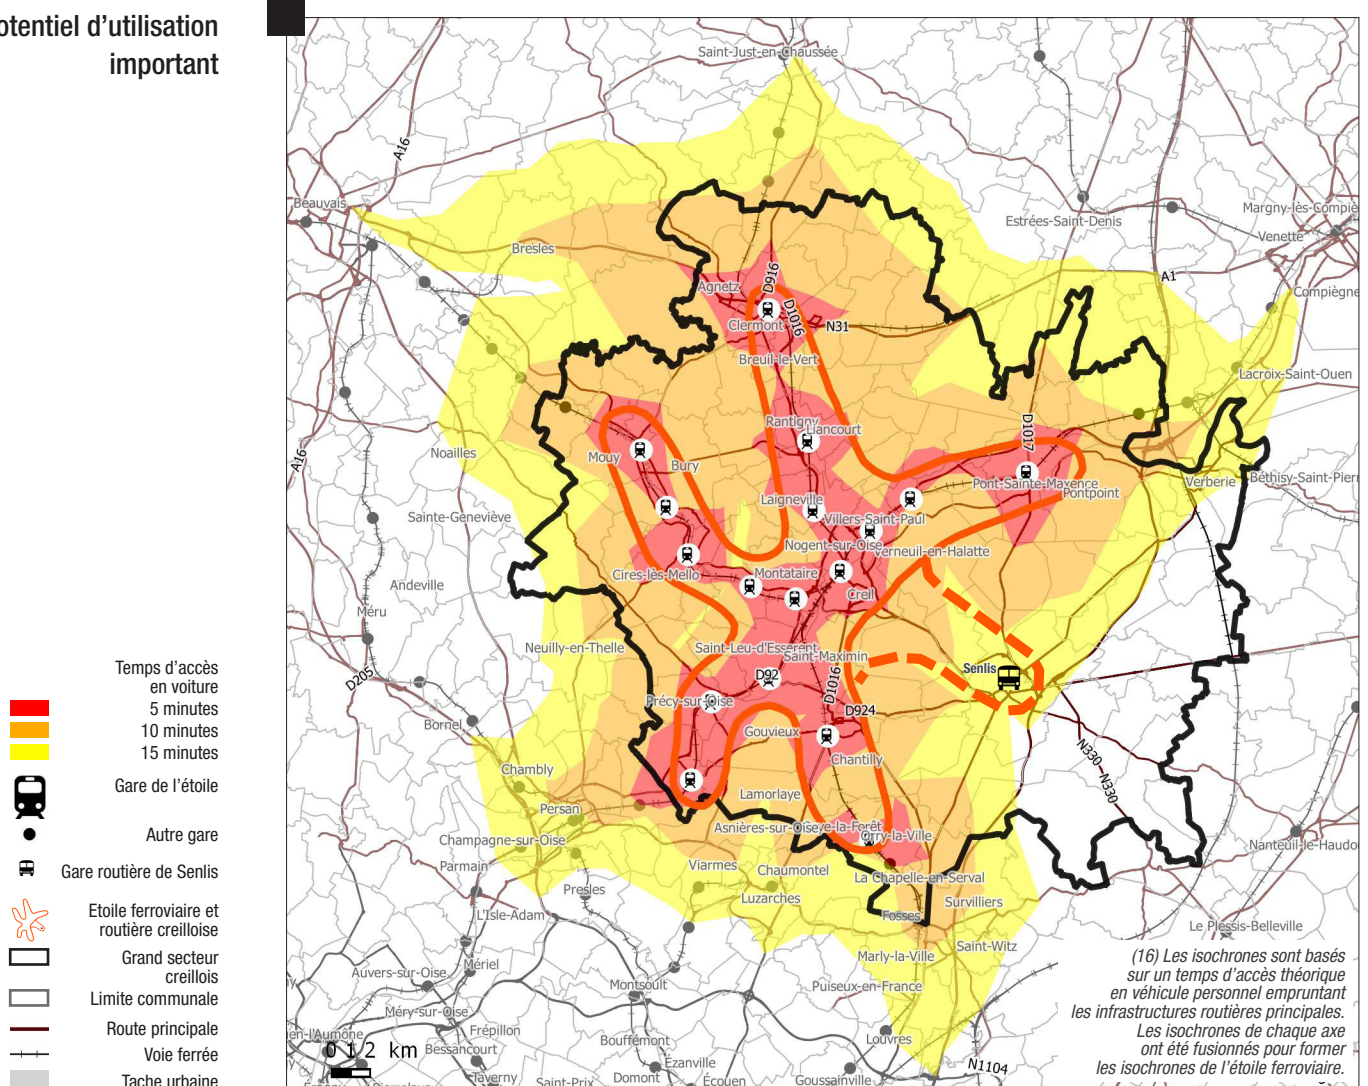 otentiel d’utilisation
important
Saint-Just-en-Chaussée
A16
Beauvais
Bresles
Estrées-Saint-Denis
Margny-lès-Compiè
Venette
A1
Compiègne
Agnetz
D916
D1016
Clermont
N31
Breuil-le-Vert
Lacroix-Saint-Ouen
Rantigny
Liancourt
D1017
A16
Noailles
Mouy
Bury
Pont-Sainte-Maxence
Pontpoint
Verberie
Béthisy-Saint-Pierr
Laigneville
Sainte-Geneviève
Villers-Saint-Paul
Nogent-sur-Oise
Verneuil-en-Halatte
Cires-lès-Mello
Montataire
Andeville
Creil
Méru
Neuilly-en-Thelle
Saint-Leu-d'Esserent
Saint-Maximin
Senlis
D205
D92
D1016
Précy-sur-Oise
D924
Bornel
Gouvieux
Chantilly
N330
N330
Chambly
Lamorlaye
Persan
Asnières-sur-Oise
ye-la-Forêt
Orry-la-Ville
Champagne-sur-Oise
Nanteuil-le-Haudo
Parmain
Viarmes
Chaumontel
La Chapelle-en-Serval
Presles
Luzarches
Survilliers
L'Isle-Adam
Fosses
Le Plessis-Belleville
Saint-Witz
Mériel
Marly-la-Ville
Auvers-sur-Oise
Montsoult
Puiseux-en-France
Méry-sur-Oise
Frépillon
en-l'Aumône
Bouffémont
Louvres
Bessancourt
Ézanville
N1104
Taverny
Saint-Prix
Domont
Écouen
Goussainville
0 1 2 km
Temps d’accès
en voiture
5 minutes
10 minutes
15 minutes
Gare de l’étoile
Autre gare
Gare routière de Senlis
Etoile ferroviaire et
routière creilloise
Grand secteur
creillois
Limite communale
Route principale
Voie ferrée
Tache urbaine
(16) Les isochrones sont basés
sur un temps d’accès théorique
en véhicule personnel empruntant
les infrastructures routières principales.
Les isochrones de chaque axe
ont été fusionnés pour former
les isochrones de l’étoile ferroviaire.